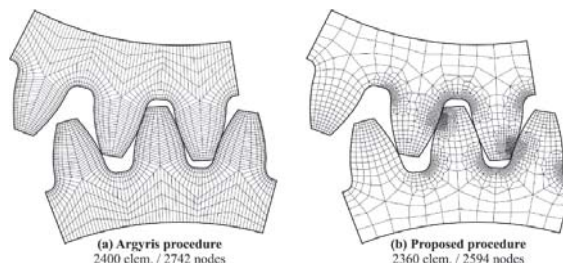 (a) Argyris procedure
2400 elem. / 2742 nodes
(b) Proposed procedure
2360 elem. / 2594 nodes